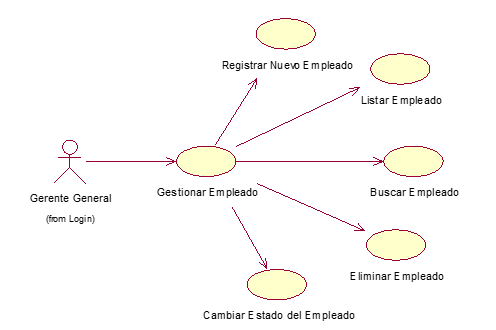 Registrar Nuevo Empleado
Listar Empleado
Gerente General
(from Login)
Gestionar Empleado
Buscar Empleado
Eliminar Empleado
Cambiar Estado del Empleado